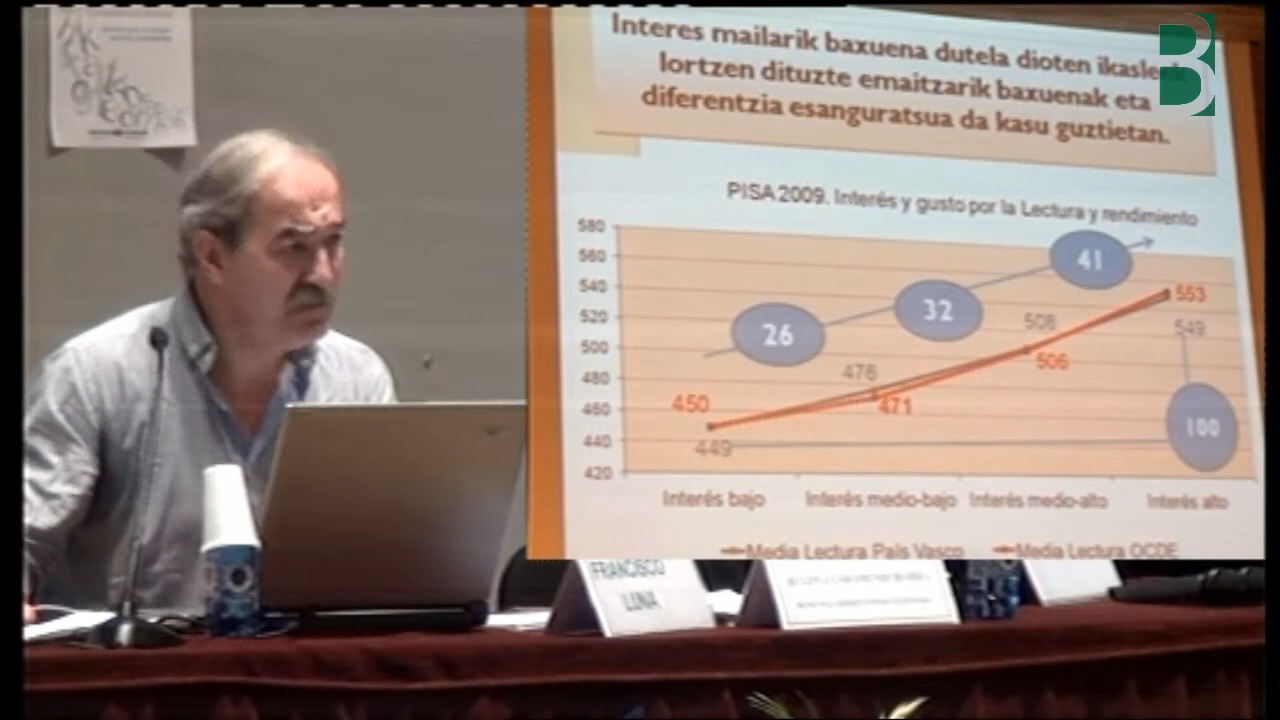 Interes mailarik baxuena dutela dioten ikasleek
lortzen dituzte emaitzarik baxuenak eta
diferentzia esanguratsua da kasu guztietan.
B
PISA 2009. Interés y gusto por la Lectura y rendimiento
580
560
540
520
500
480
460
440
420
26
32
41
100
450
449
476
471
508
506
553
549
Interés bajo
Interés medio-bajo
Interés medio-alto
Interés alto
Media Lectura País Vasco
Media Lectura OCDE
FRANCISCO
LUNA